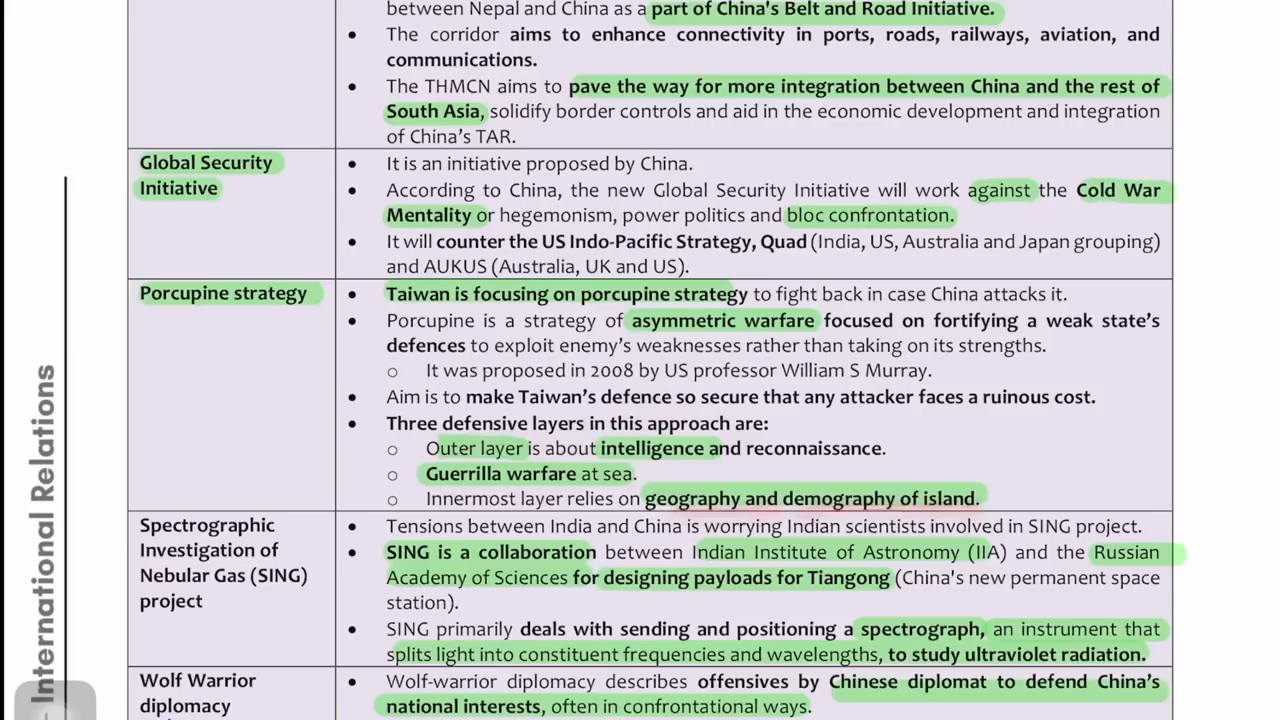 between Nepal and China as a part of China's Belt and Road Initiative.
• The corridor aims to enhance connectivity in ports, roads, railways, aviation, and
communications.
• The THMCN aims to pave the way for more integration between China and the rest of
South Asia, solidify border controls and aid in the economic development and integration
of China's TAR.
Global Security
Initiative
• It is an initiative proposed by China.
• According to China, the new Global Security Initiative will work against the Cold War
Mentality or hegemonism, power politics and bloc confrontation.
• It will counter the US Indo-Pacific Strategy, Quad (India, US, Australia and Japan grouping)
and AUKUS (Australia, UK and US).
Porcupine strategy
• Taiwan is focusing on porcupine strategy to fight back in case China attacks it.
• Porcupine is a strategy of asymmetric warfare focused on fortifying a weak state's
defences to exploit enemy's weaknesses rather than taking on its strengths.
o It was proposed in 2008 by US professor William S Murray.
• Aim is to make Taiwan's defence so secure that any attacker faces a ruinous cost.
• Three defensive layers in this approach are:
o Outer layer is about intelligence and reconnaissance.
o Guerrilla warfare at sea.
o Innermost layer relies on geography and demography of island.
Spectrographic
Investigation of
Nebular Gas (SING)
project
• Tensions between India and China is worrying Indian scientists involved in SING project.
• SING is a collaboration between Indian Institute of Astronomy (IIA) and the Russian
Academy of Sciences for designing payloads for Tiangong (China's new permanent space
station).
• SING primarily deals with sending and positioning a spectrograph, an instrument that
splits light into constituent frequencies and wavelengths, to study ultraviolet radiation.
Wolf Warrior
diplomacy
• Wolf-warrior diplomacy describes offensives by Chinese diplomat to defend China's
national interests, often in confrontational ways.
International Relations